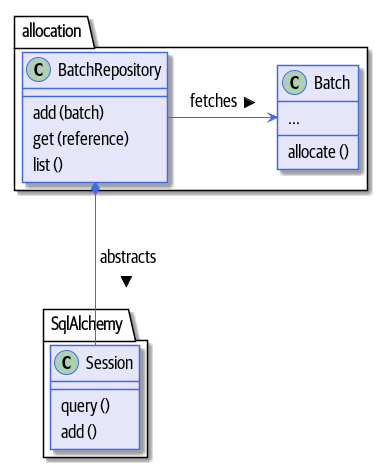 allocation
C BatchRepository
add (batch)
get (reference)
list ()
fetches ▶
C Batch
...
allocate ()
abstracts
▼
SqlAlchemy
C Session
query ()
add ()